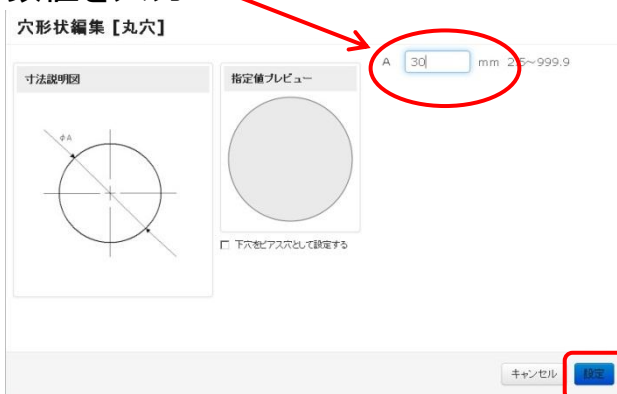 穴形状編集 [丸穴]
A 30 mm 2.5~999.9
寸法説明図
指定値プレビュー
φA
下穴をピアス穴として設定する
キャンセル 設定